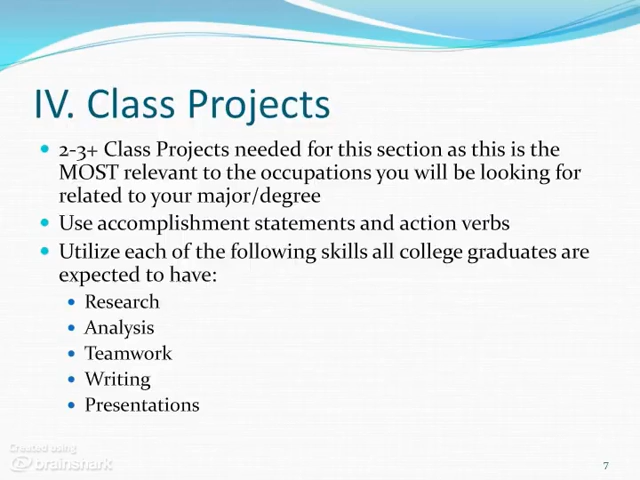 IV. Class Projects
• 2-3+ Class Projects needed for this section as this is the
MOST relevant to the occupations you will be looking for
related to your major/degree
• Use accomplishment statements and action verbs
• Utilize each of the following skills all college graduates are
expected to have:
• Research
• Analysis
• Teamwork
• Writing
• Presentations
Created using
brainshark
7